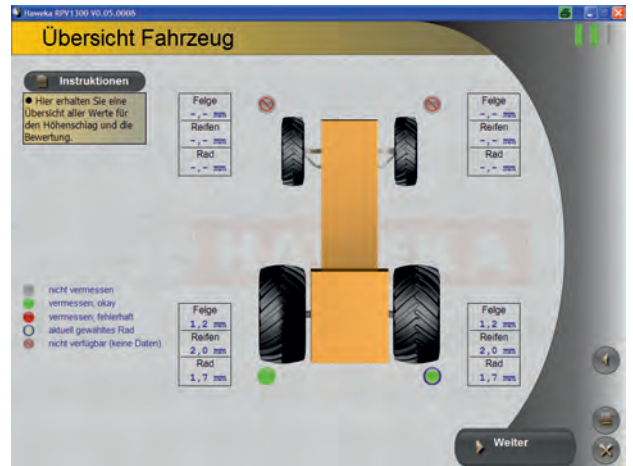 Haweka RPV1300 V0.05.0006
Übersicht Fahrzeug
Instruktionen
● Hier erhalten Sie eine
Übersicht aller Werte für
den Höhenschlag und die
Bewertung.
Felge
-,- mm
Reifen
-,- mm
Rad
-,- mm
Felge
-,- mm
Reifen
-,- mm
Rad
-,- mm
HAWEKA
nicht vermessen
vermessen, okay
vermessen, fehlerhaft
aktuell gewähltes Rad
nicht verfügbar (keine Daten)
Felge
1,2 mm
Reifen
2,0 mm
Rad
1,7 mm
Felge
1,2 mm
Reifen
2,0 mm
Rad
1,7 mm
Weiter